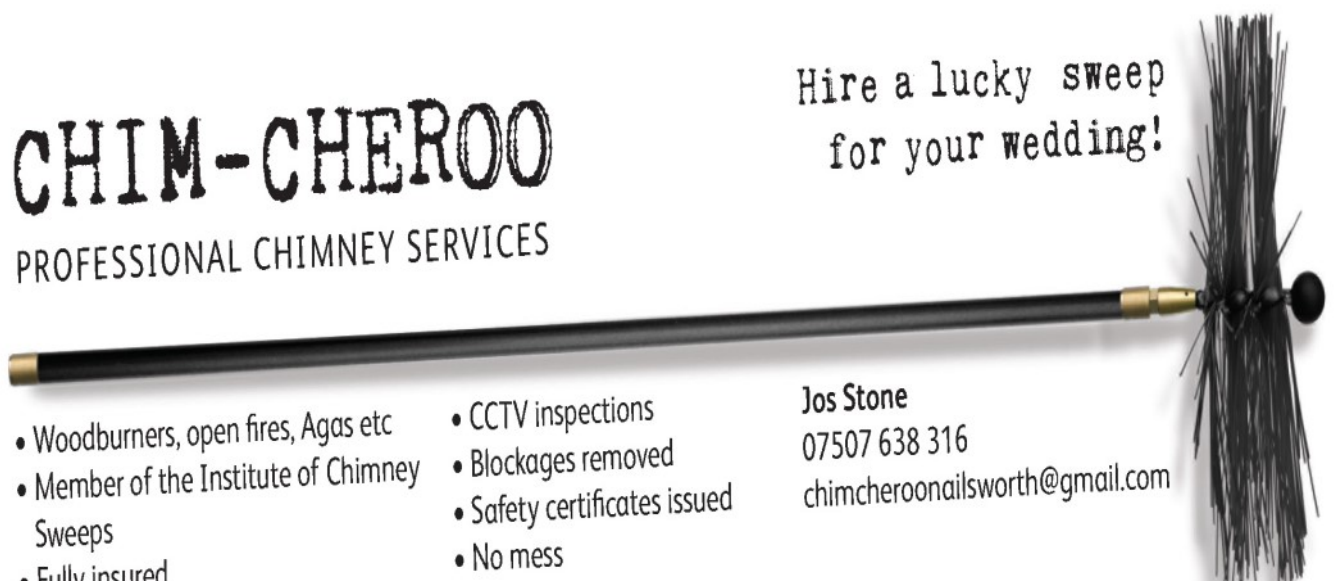 CHIM-CHEROO
PROFESSIONAL CHIMNEY SERVICES
Hire a lucky sweep
for your wedding!
• Woodburners, open fires, Agas etc
• Member of the Institute of Chimney
Sweeps
• Fully insured
• CCTV inspections
• Blockages removed
• Safety certificates issued
• No mess
Jos Stone
07507 638 316
chimcheroonailsworth@gmail.com